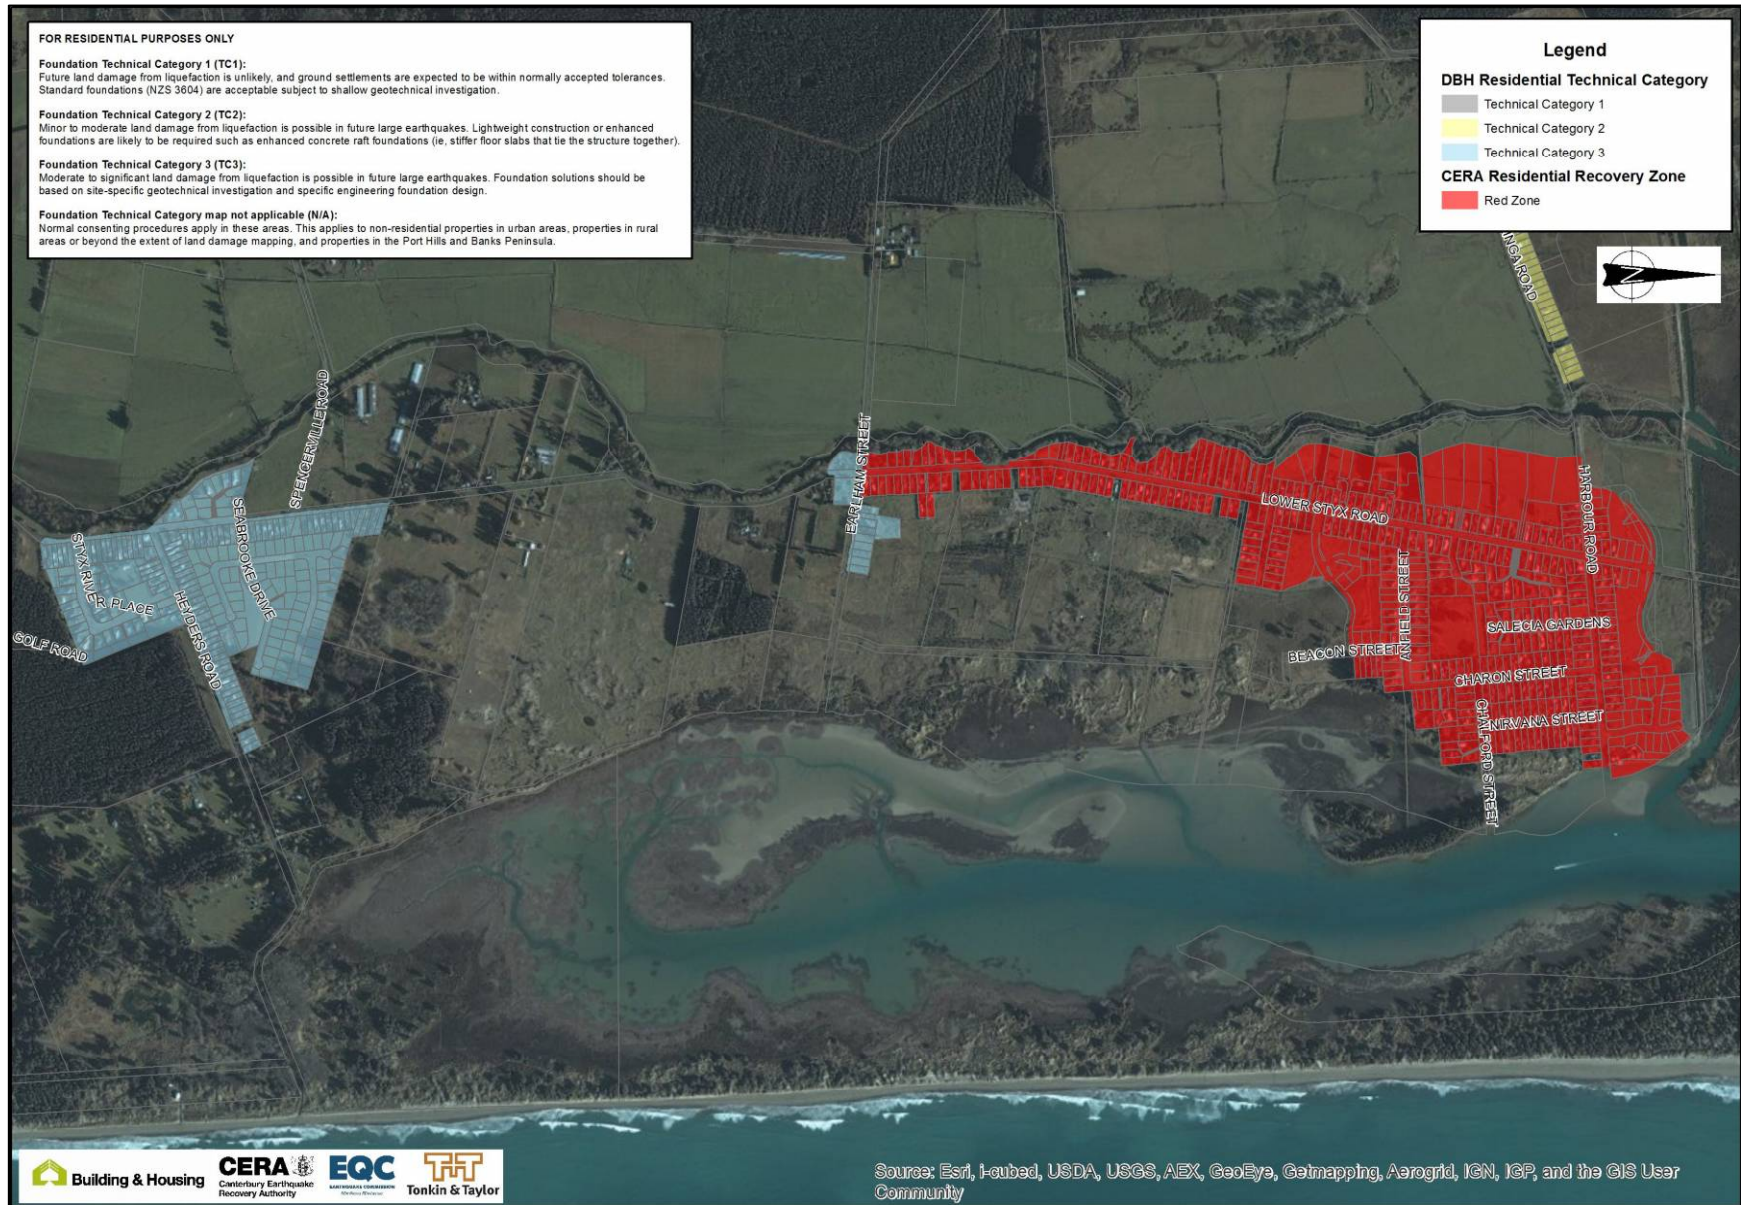 FOR RESIDENTIAL PURPOSES ONLY
Foundation Technical Category 1 (TC1):
Future land damage from liquefaction is unlikely, and ground settlements are expected to be within normally accepted tolerances.
Standard foundations (NZS 3604) are acceptable subject to shallow geotechnical investigation.
Foundation Technical Category 2 (TC2):
Minor to moderate land damage from liquefaction is possible in future large earthquakes. Lightweight construction or enhanced
foundations are likely to be required such as enhanced concrete raft foundations (ie, stiffer floor slabs that tie the structure together).
Foundation Technical Category 3 (TC3):
Moderate to significant land damage from liquefaction is possible in future large earthquakes. Foundation solutions should be
based on site-specific geotechnical investigation and specific engineering foundation design.
Foundation Technical Category map not applicable (N/A):
Normal consenting procedures apply in these areas. This applies to non-residential properties in urban areas, properties in rural
areas or beyond the extent of land damage mapping, and properties in the Port Hills and Banks Peninsula.
Legend
DBH Residential Technical Category
Technical Category 1
Technical Category 2
Technical Category 3
CERA Residential Recovery Zone
Red Zone
NGA ROAD
Z
SPENCERVILLE ROAD
EARLHAM STREET
SEABROOKE DRIVE
STYX RIVER
R PLACE
HEYDERS ROAD
GOLF ROAD
LOWER STYX ROAD
HARBOUR ROAD
ANFIELD STREET
SALECIA GARDENS
BEACON STREET
CHARON STREET
NIRVANA STREET
CHALFORD STREET
Building & Housing
CERA
Canterbury Earthquake
Recovery Authority
EQC
EARTHQUAKE COMMISSION
T+T
Tonkin & Taylor
Source: Esri, i-cubed, USDA, USGS, AEX, GeoEye, Getmapping, Aerogrid, IGN, IGP, and the GIS User
Community